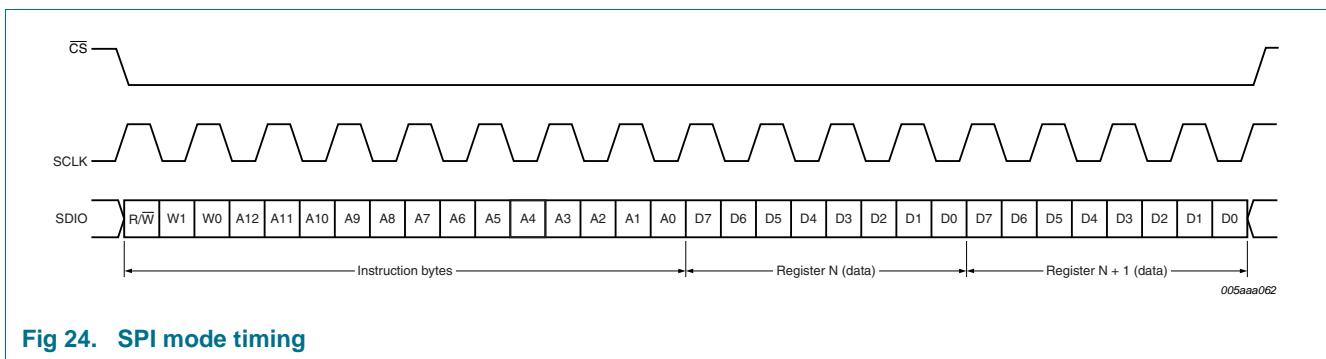 CS
SCLK
SDIO R/W W1 W0 A12 A11 A10 A9 A8 A7 A6 A5 A4 A3 A2 A1 A0 D7 D6 D5 D4 D3 D2 D1 D0 D7 D6 D5 D4 D3 D2 D1 D0
Instruction bytes Register N (data) Register N + 1 (data)
005aaa062
Fig 24. SPI mode timing